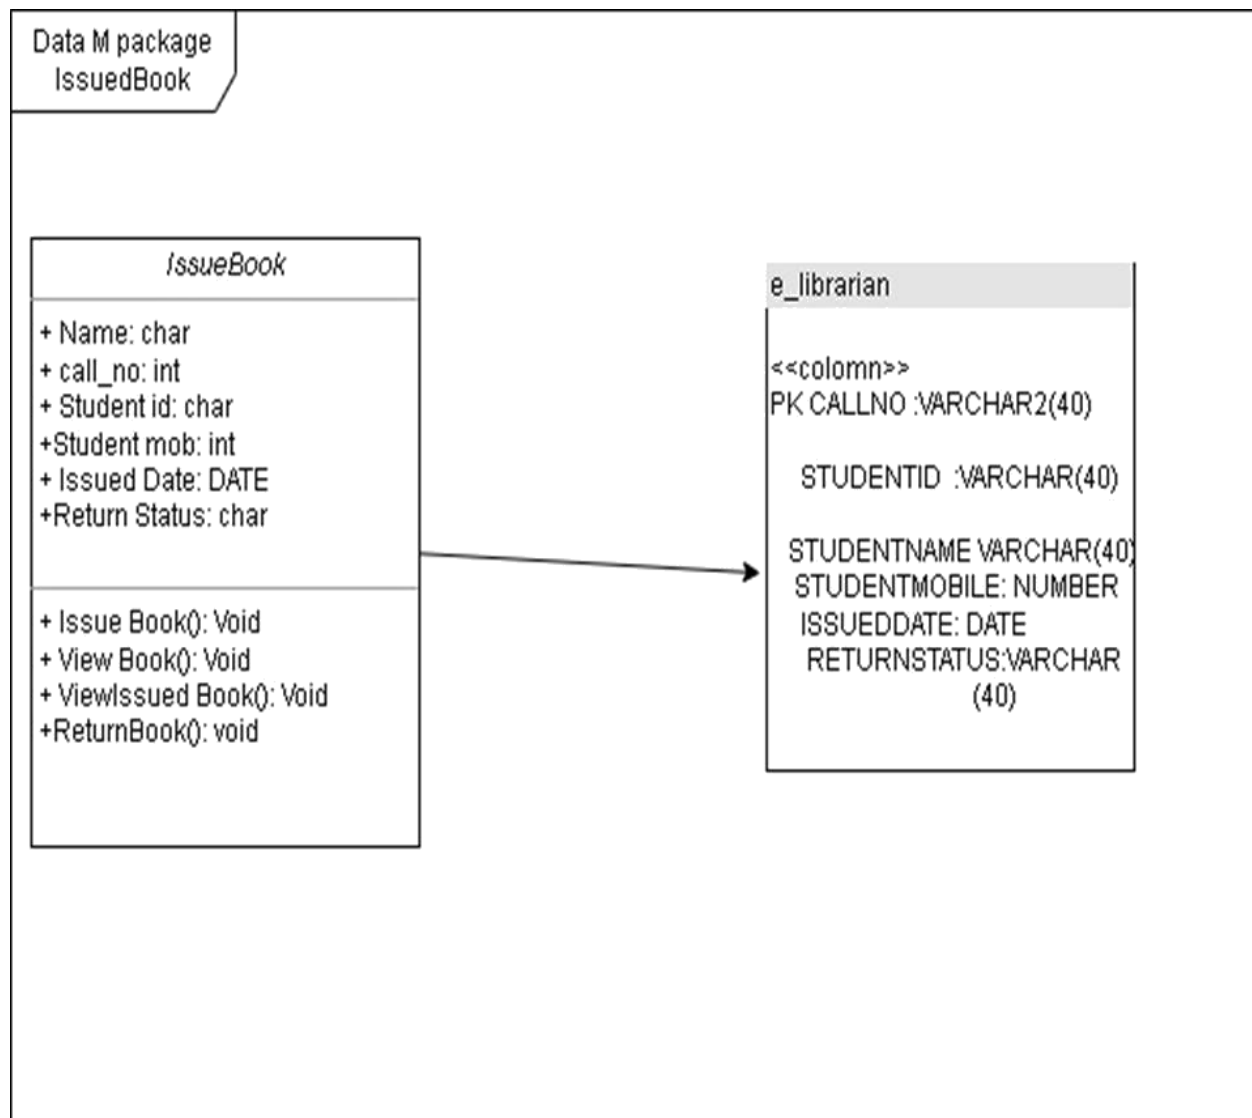 Data M package
IssuedBook
IssueBook
+ Name: char
+ call_no: int
+ Student id: char
+Student mob: int
+ Issued Date: DATE
+Return Status: char
+ Issue Book(): Void
+ View Book(): Void
+ ViewIssued Book(): Void
+ReturnBook(): void
e_librarian
<<colomn>>
PK CALLNO :VARCHAR2(40)
STUDENTID :VARCHAR(40)
STUDENTNAME VARCHAR(40)
STUDENTMOBILE: NUMBER
ISSUEDDATE: DATE
RETURNSTATUS:VARCHAR
(40)